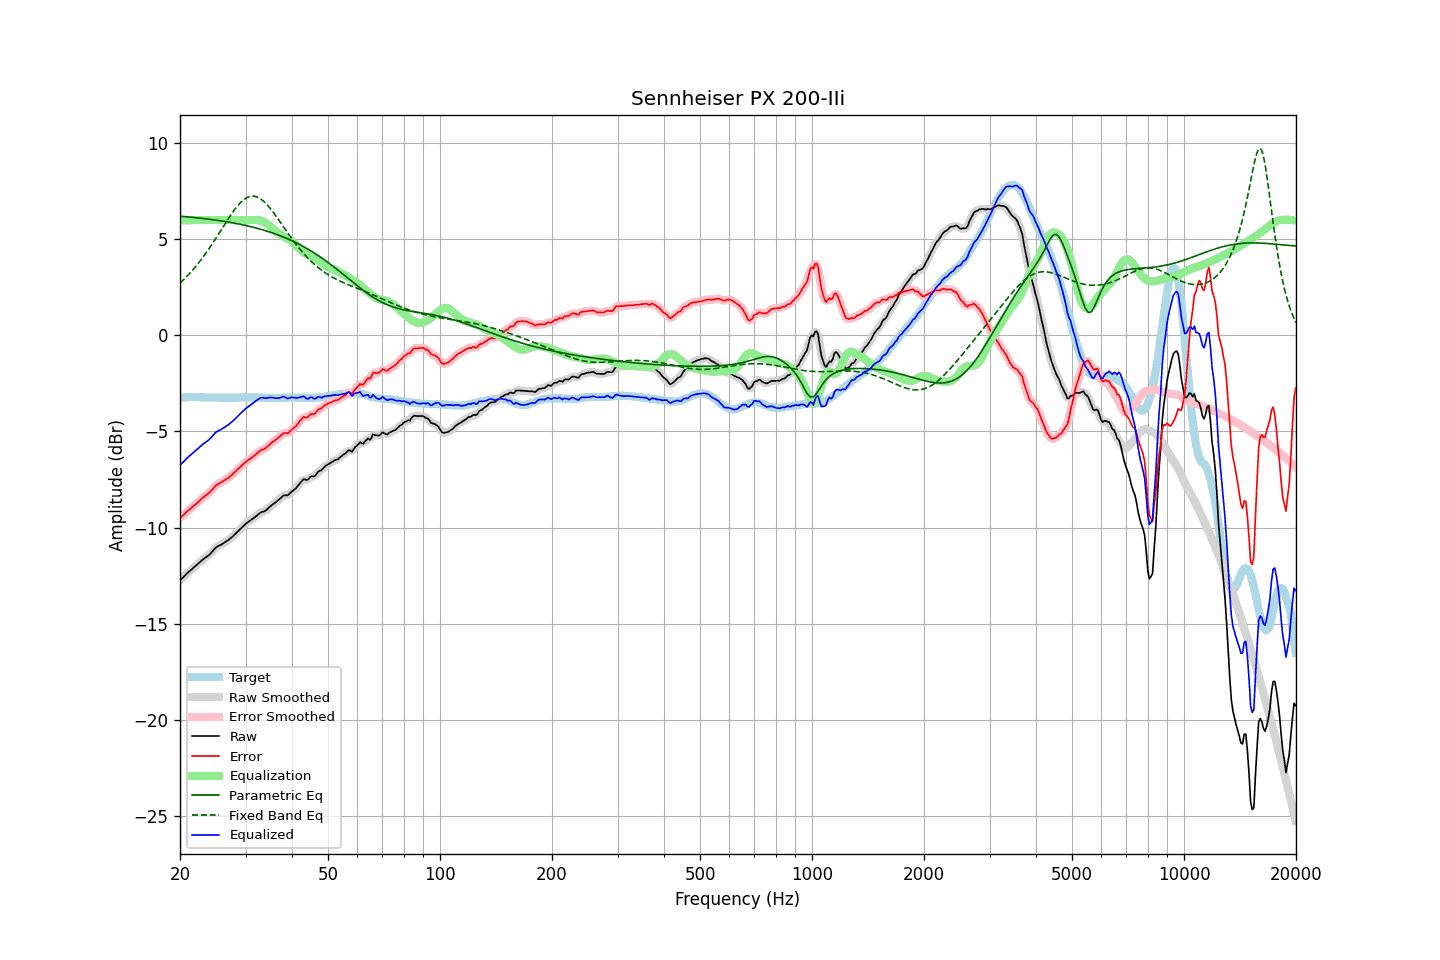 Sennheiser PX 200-IIi
Amplitude (dBr)
10
5
0
−5
−10
−15
−20
−25
Target
Raw Smoothed
Error Smoothed
Raw
Error
Equalization
Parametric Eq
Fixed Band Eq
Equalized
20 50 100 200 500 1000 2000 5000 10000 20000
Frequency (Hz)